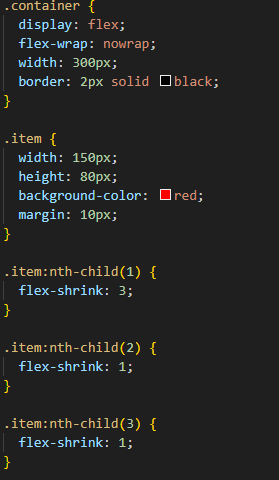 .container {
display: flex;
flex-wrap: nowrap;
width: 300px;
border: 2px solid black;
}
.item {
width: 150px;
height: 80px;
background-color: red;
margin: 10px;
}
.item:nth-child(1) {
flex-shrink: 3;
}
.item:nth-child(2) {
flex-shrink: 1;
}
.item:nth-child(3) {
flex-shrink: 1;
}